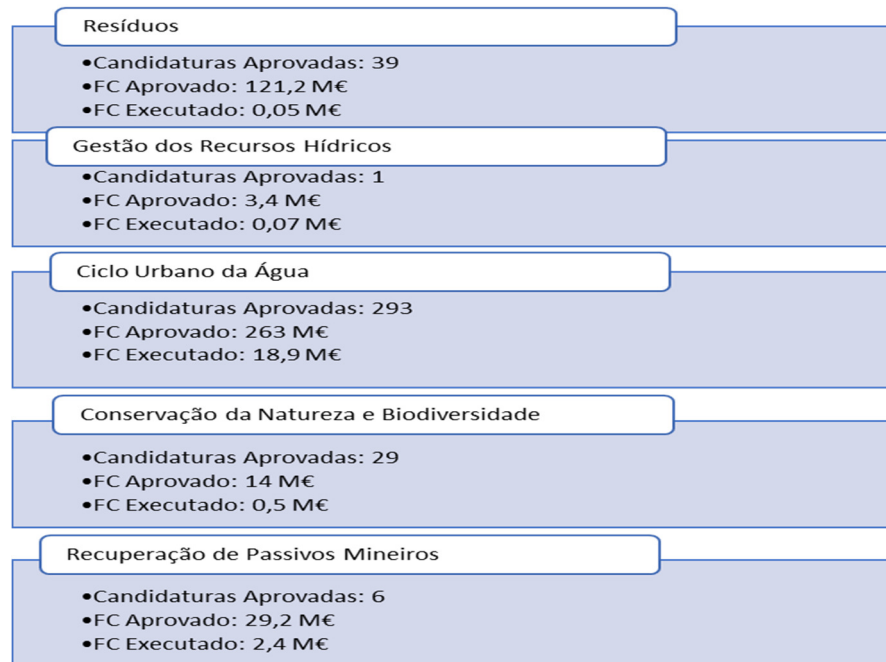 Resíduos
•Candidaturas Aprovadas: 39
•FC Aprovado: 121,2 M€
•FC Executado: 0,05 M€
Gestão dos Recursos Hídricos
•Candidaturas Aprovadas: 1
•FC Aprovado: 3,4 M€
•FC Executado: 0,07 M€
Ciclo Urbano da Água
•Candidaturas Aprovadas: 293
•FC Aprovado: 263 M€
•FC Executado: 18,9 M€
Conservação da Natureza e Biodiversidade
•Candidaturas Aprovadas: 29
•FC Aprovado: 14 M€
•FC Executado: 0,5 M€
Recuperação de Passivos Mineiros
•Candidaturas Aprovadas: 6
•FC Aprovado: 29,2 M€
•FC Executado: 2,4 M€